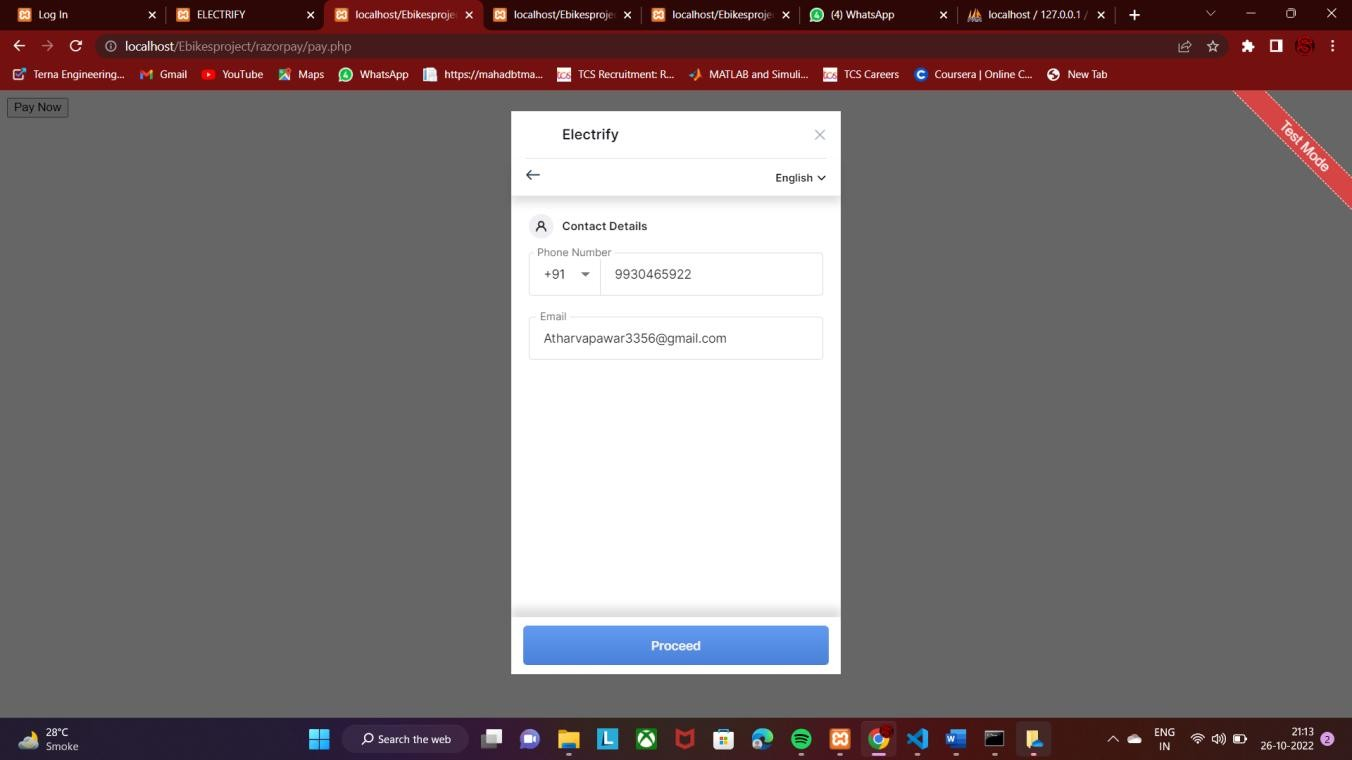 Log In
ELECTRIFY
localhost/Ebikesproje
localhost/Ebikesproje
localhost/Ebikesproje
(4) WhatsApp
localhost / 127.0.0.1 /
localhost/Ebikesproject/razorpay/pay.php
Terna Engineering...
Gmail
YouTube
Maps
WhatsApp
https://mahadbtma...
TCS Recruitment: R...
MATLAB and Simuli...
TCS Careers
Coursera | Online C...
New Tab
Pay Now
Test Mode
Electrify
English
Contact Details
Phone Number
+91
9930465922
Email
Atharvapawar3356@gmail.com
Proceed
28°C
Smoke
Search the web
ENG
IN
21:13
26-10-2022
2